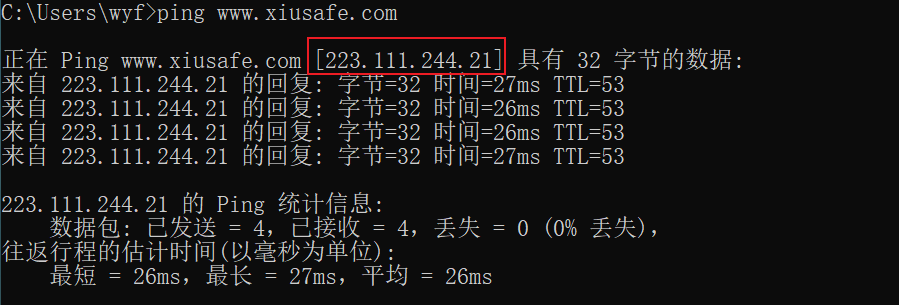 C:\Users\wyf>ping www.xiusafe.com
正在 Ping www.xiusafe.com [223.111.244.21] 具有 32 字节的数据:
来自 223.111.244.21 的回复: 字节=32 时间=27ms TTL=53
来自 223.111.244.21 的回复: 字节=32 时间=26ms TTL=53
来自 223.111.244.21 的回复: 字节=32 时间=26ms TTL=53
来自 223.111.244.21 的回复: 字节=32 时间=27ms TTL=53
223.111.244.21 的 Ping 统计信息:
数据包: 已发送 = 4，已接收 = 4，丢失 = 0 (0% 丢失)，
往返行程的估计时间(以毫秒为单位):
最短 = 26ms，最长 = 27ms，平均 = 26ms